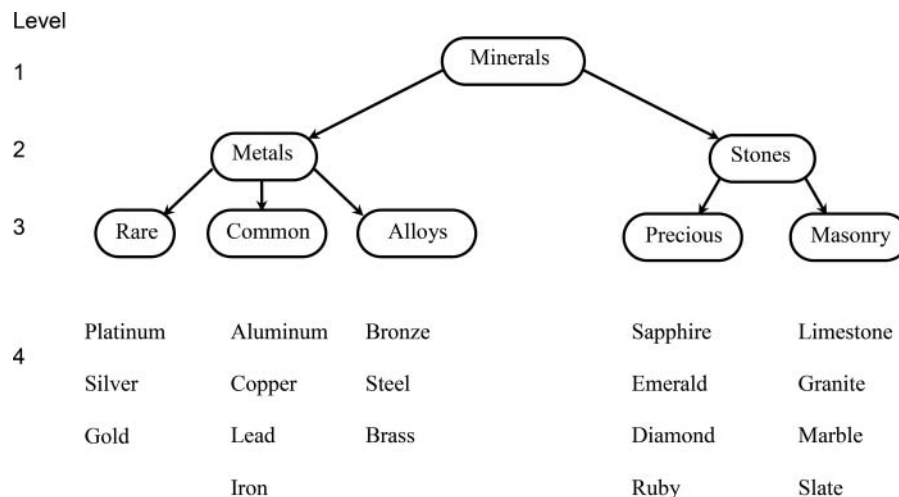 Level
1
Minerals
2
Metals
Stones
3
Rare
Common
Alloys
Precious
Masonry
4
Platinum
Aluminum
Bronze
Sapphire
Limestone
Silver
Copper
Steel
Emerald
Granite
Gold
Lead
Brass
Diamond
Marble
Iron
Ruby
Slate